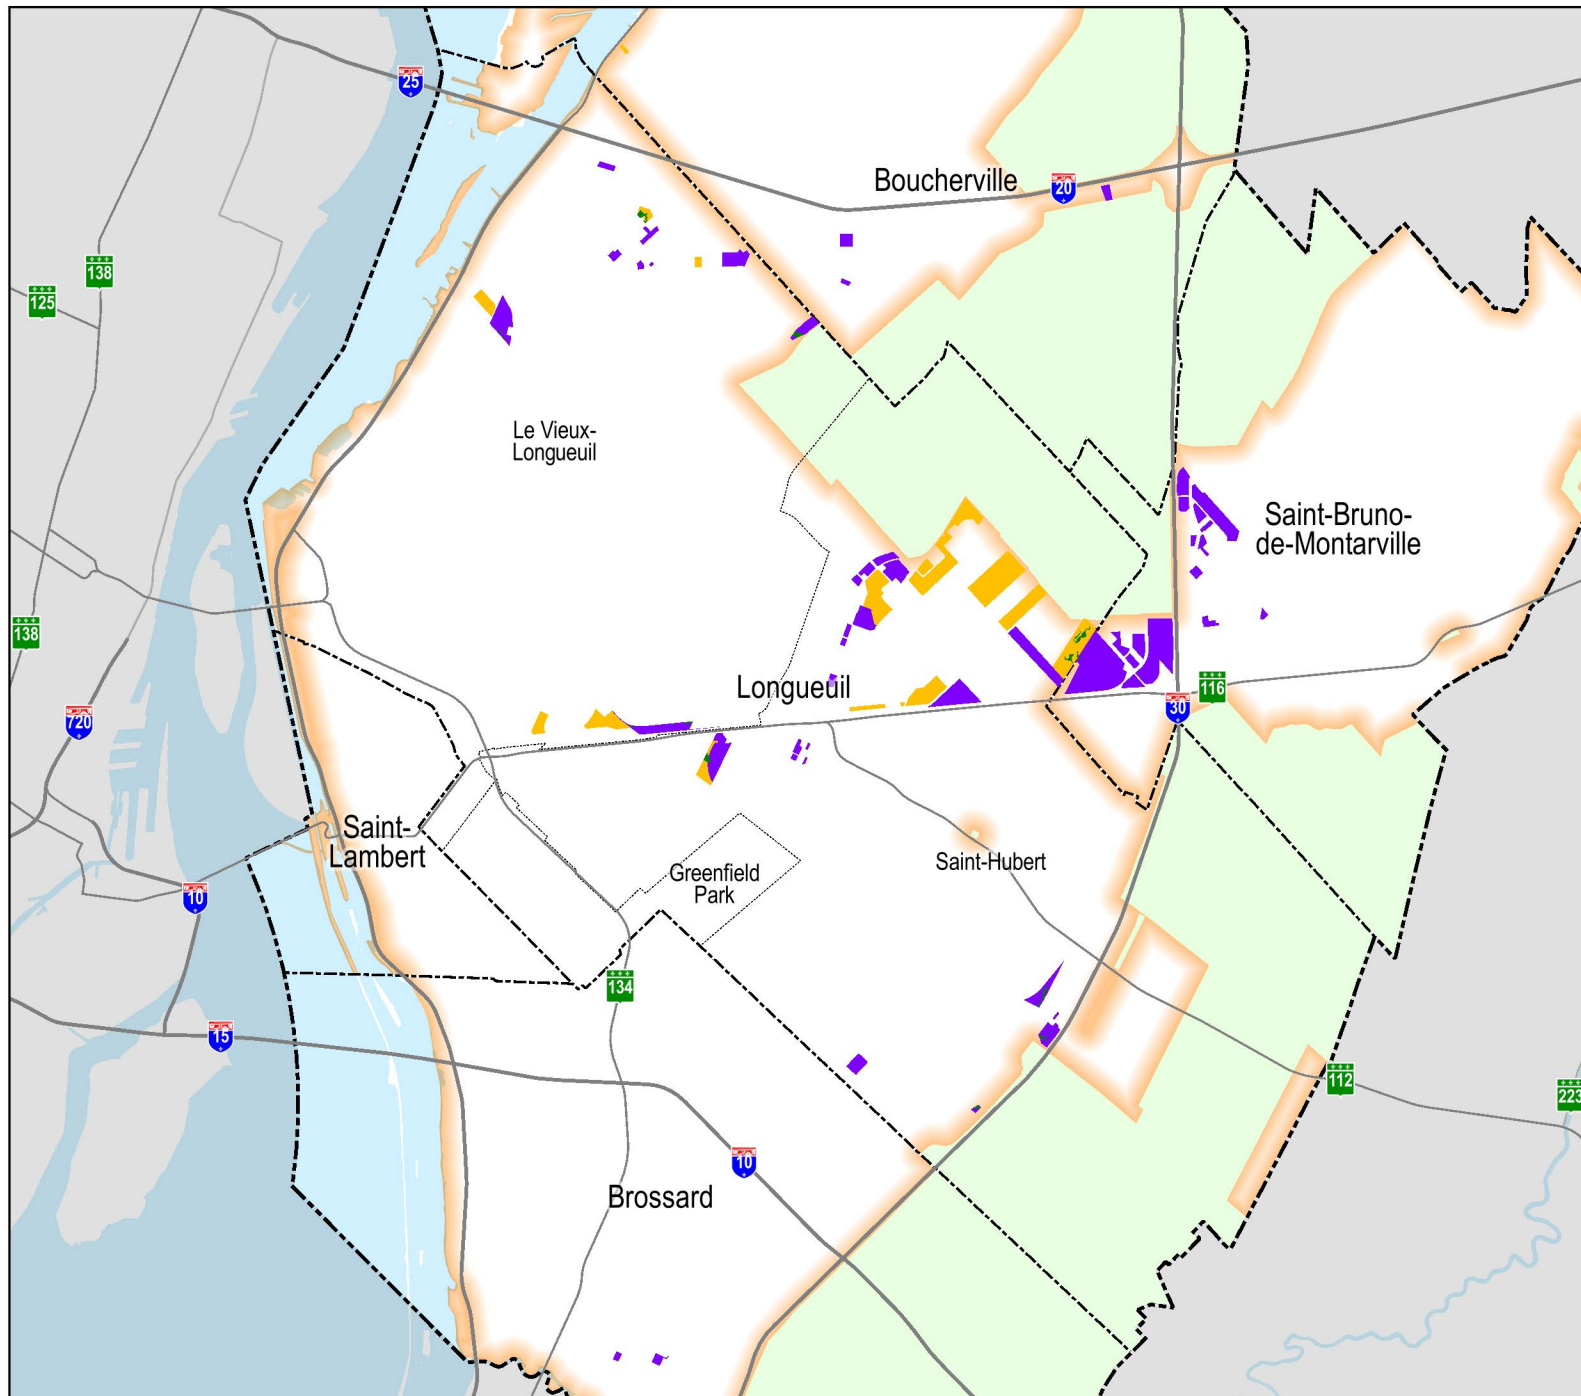 25
Boucherville
20
138
125
Le Vieux-
Longueuil
Saint-Bruno-
de-Montarville
138
Longueuil
116
30
720
Saint-
Lambert
Saint-Hubert
Greenfield
Park
10
134
15
112
223
10
Brossard